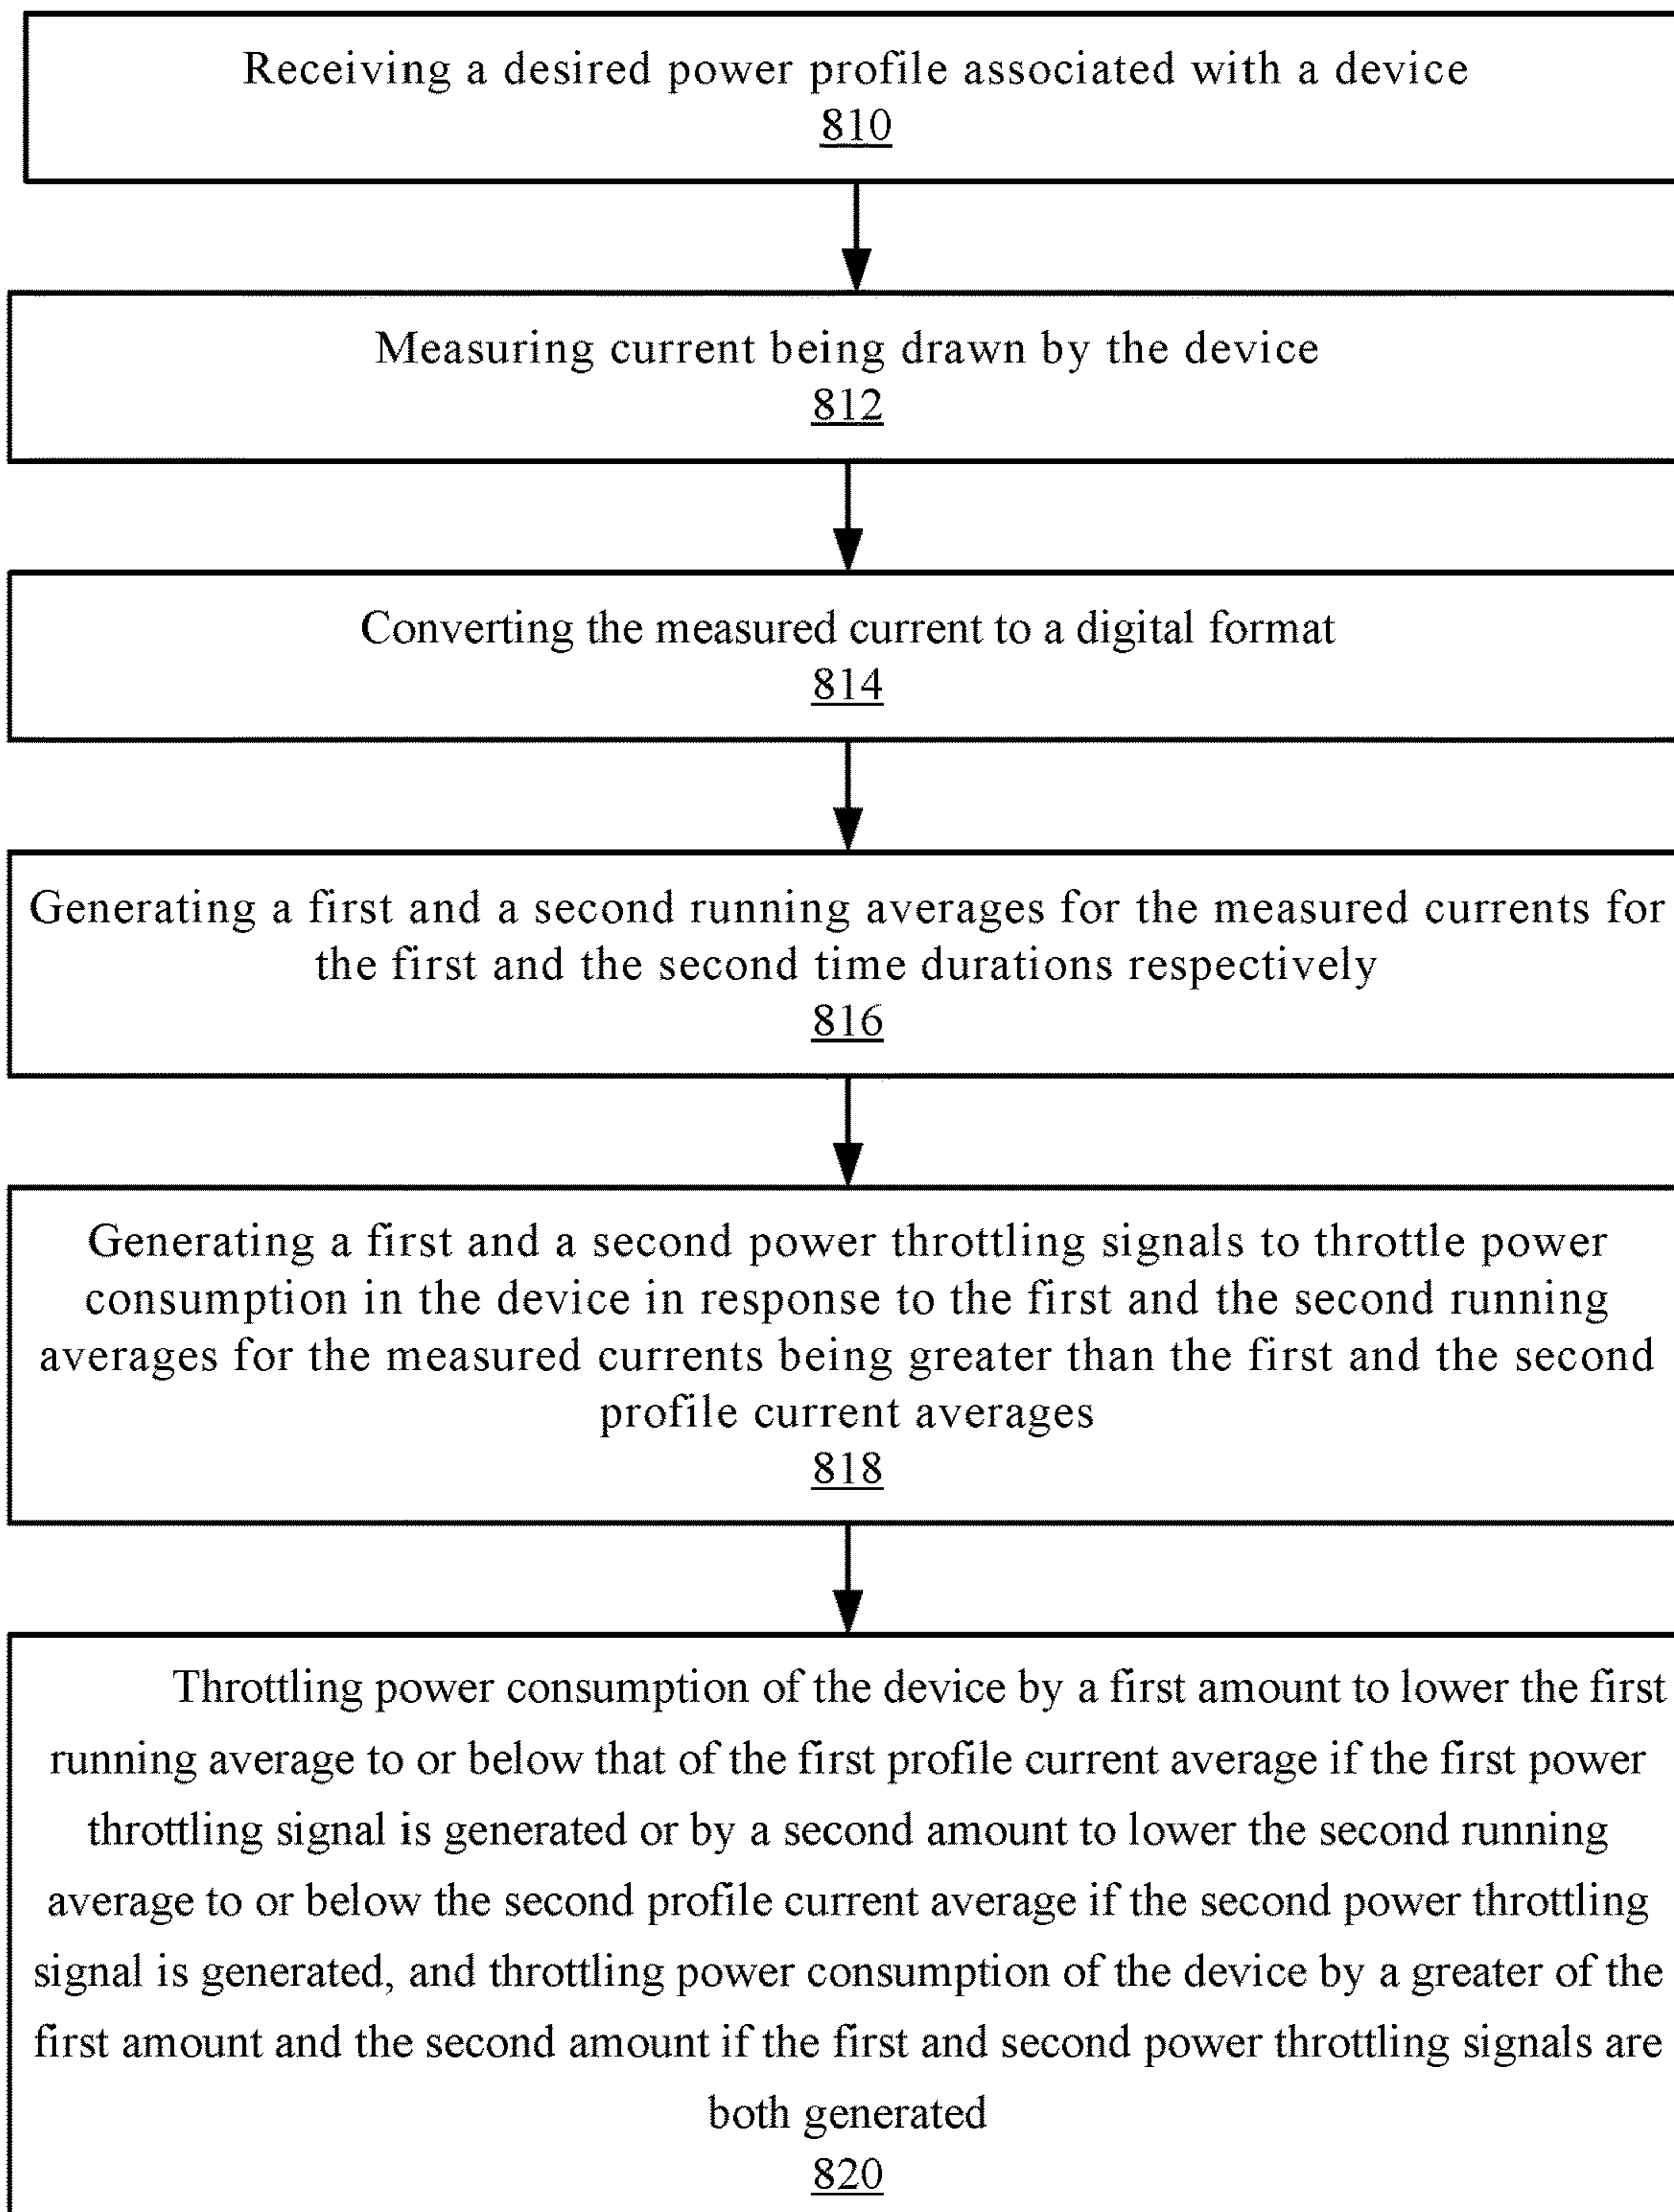 Receiving a desired power profile associated with a device
810
Measuring current being drawn by the device
812
Converting the measured current to a digital format
814
Generating a first and a second running averages for the measured currents for
the first and the second time durations respectively
816
Generating a first and a second power throttling signals to throttle power
consumption in the device in response to the first and the second running
averages for the measured currents being greater than the first and the second
profile current averages
818
Throttling power consumption of the device by a first amount to lower the first
running average to or below that of the first profile current average if the first power
throttling signal is generated or by a second amount to lower the second running
average to or below the second profile current average if the second power throttling
signal is generated, and throttling power consumption of the device by a greater of the
first amount and the second amount if the first and second power throttling signals are
both generated
820